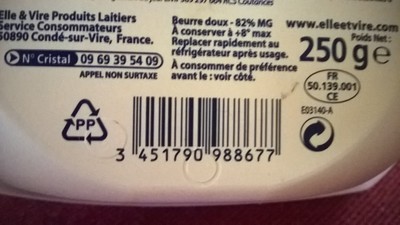 Elle & Vire Produits Laitiers
Service Consommateurs
50890 Condé-sur-Vire, France.
N° Cristal 09 69 39 54 09
APPEL NON SURTAXE
Beurre doux - 82% MG
A conserver à +8° max
Replacer rapidement au
réfrigérateur après usage.
A consommer de préférence
avant le : voir côté.
www.elleetvire.com
Poids Net :
250 g e
FR
50.139.001
CE
E03140-A
PP
3 451790 988677